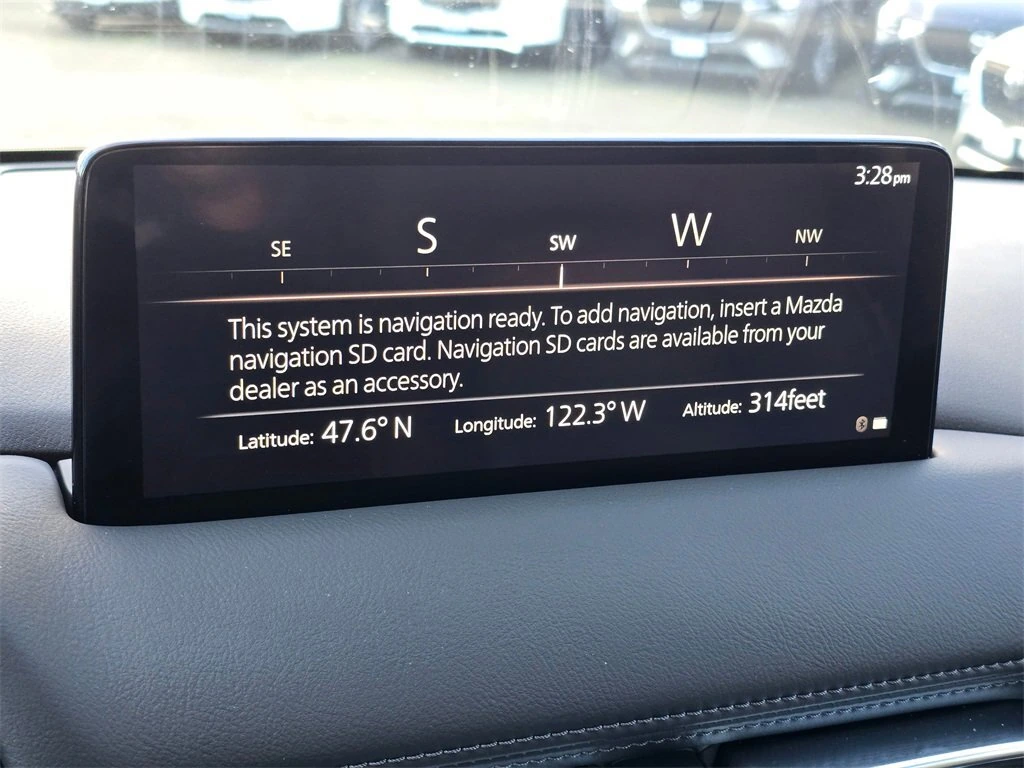 3:28pm
SE S SW W NW
This system is navigation ready. To add navigation, insert a Mazda
navigation SD card. Navigation SD cards are available from your
dealer as an accessory.
Latitude: 47.6° N Longitude: 122.3° W Altitude: 314feet